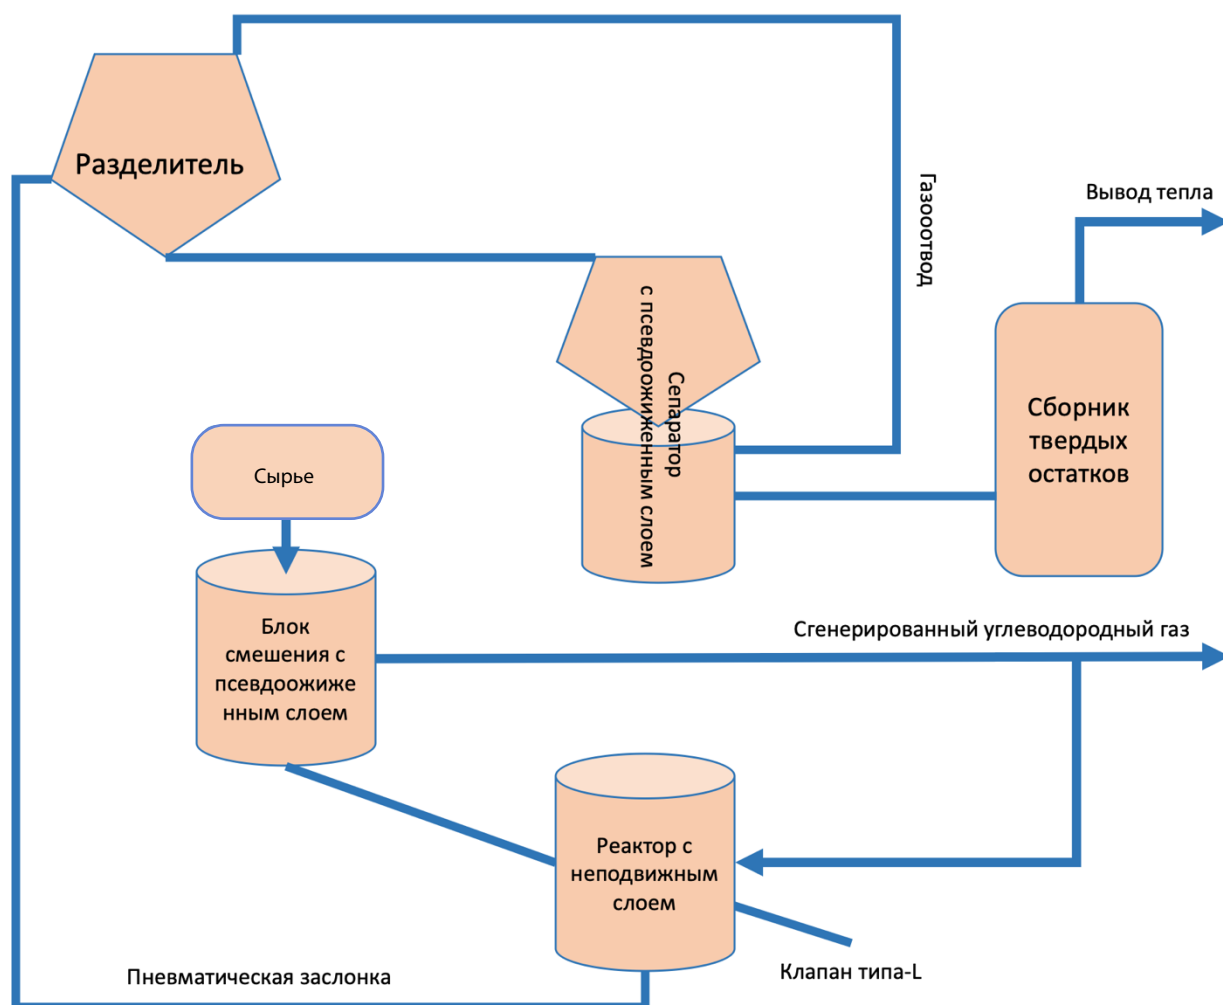 Разделитель
Газооотвод
Вывод тепла
Сепаратор
с псевдоожиженным слоем
Сборник
твердых
остатков
Сырье
Блок
смешения с
псевдоожиже
нным слоем
Сгенерированный углеводородный газ
Реактор с
неподвижным
слоем
Клапан типа-L
Пневматическая заслонка